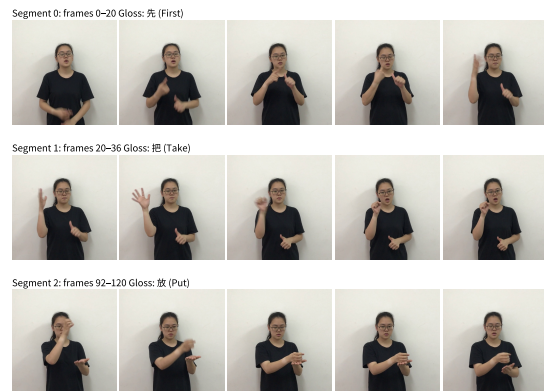 Segment 0: frames 0–20 Gloss: 先 (First)
Segment 1: frames 20–36 Gloss: 把 (Take)
Segment 2: frames 92–120 Gloss: 放 (Put)